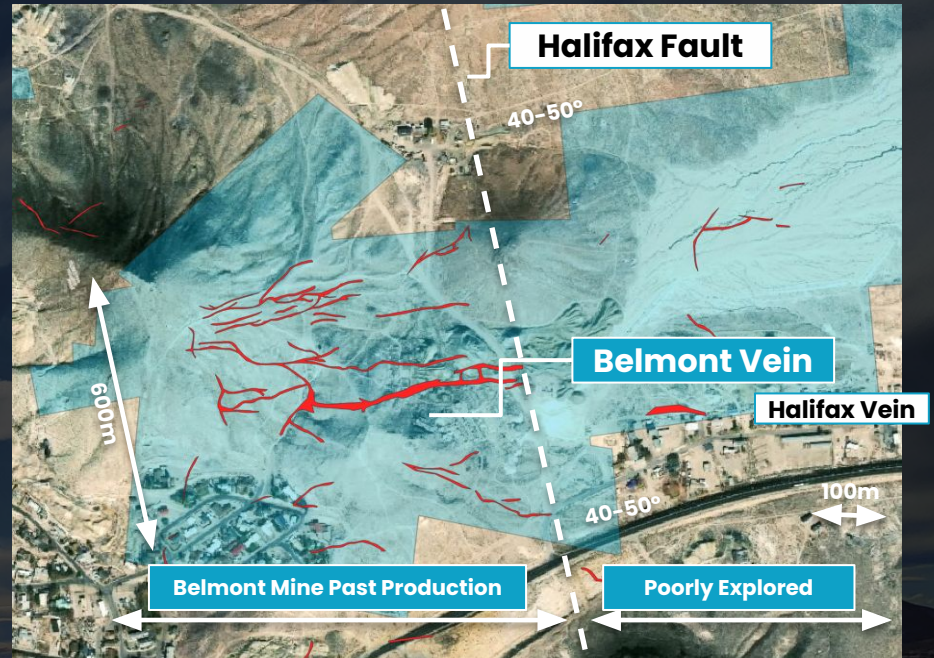 Halifax Fault
40-50°
Belmont Vein
600m
Halifax Vein
100m
40-50°
Belmont Mine Past Production
Poorly Explored